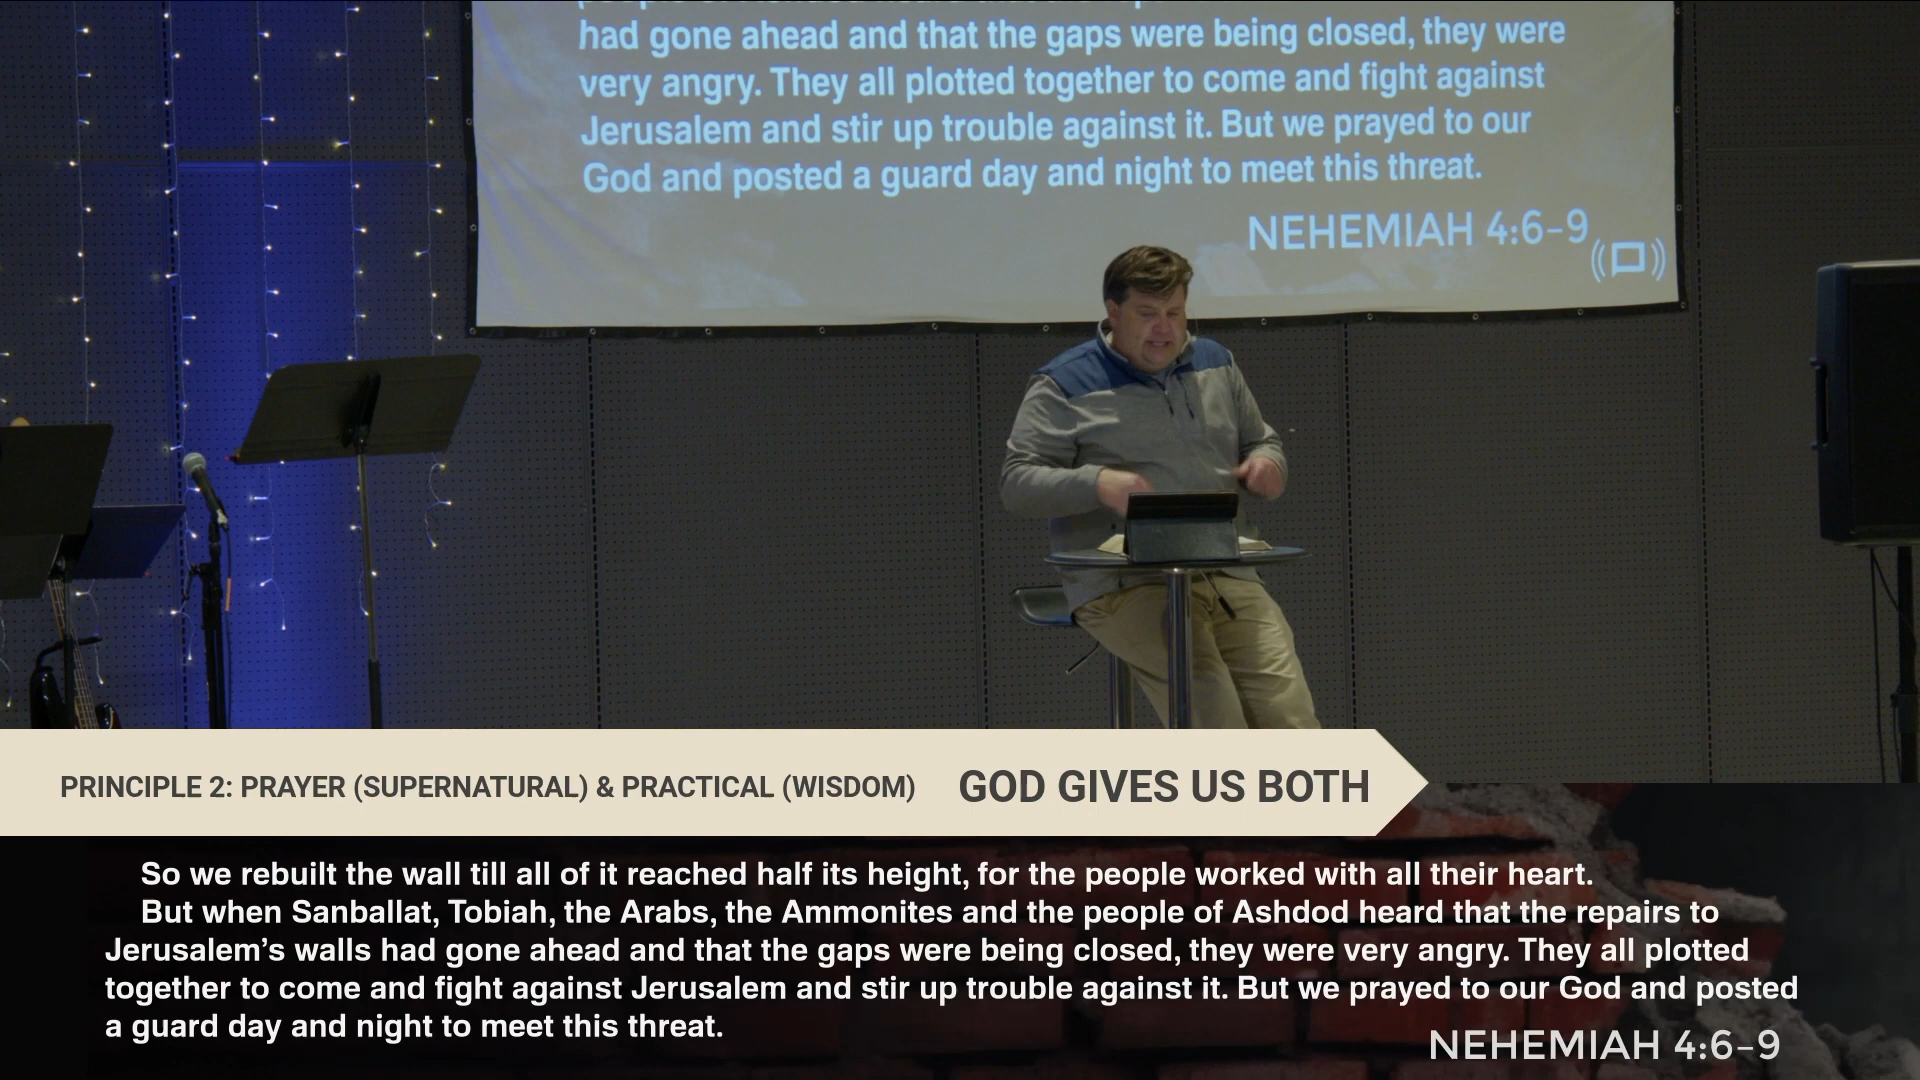 had gone ahead and that the gaps were being closed, they were
very angry. They all plotted together to come and fight against
Jerusalem and stir up trouble against it. But we prayed to our
God and posted a guard day and night to meet this threat.
NEHEMIAH 4:6–9
PRINCIPLE 2: PRAYER (SUPERNATURAL) & PRACTICAL (WISDOM) GOD GIVES US BOTH
So we rebuilt the wall till all of it reached half its height, for the people worked with all their heart.
But when Sanballat, Tobiah, the Arabs, the Ammonites and the people of Ashdod heard that the repairs to
Jerusalem’s walls had gone ahead and that the gaps were being closed, they were very angry. They all plotted
together to come and fight against Jerusalem and stir up trouble against it. But we prayed to our God and posted
a guard day and night to meet this threat.
NEHEMIAH 4:6–9